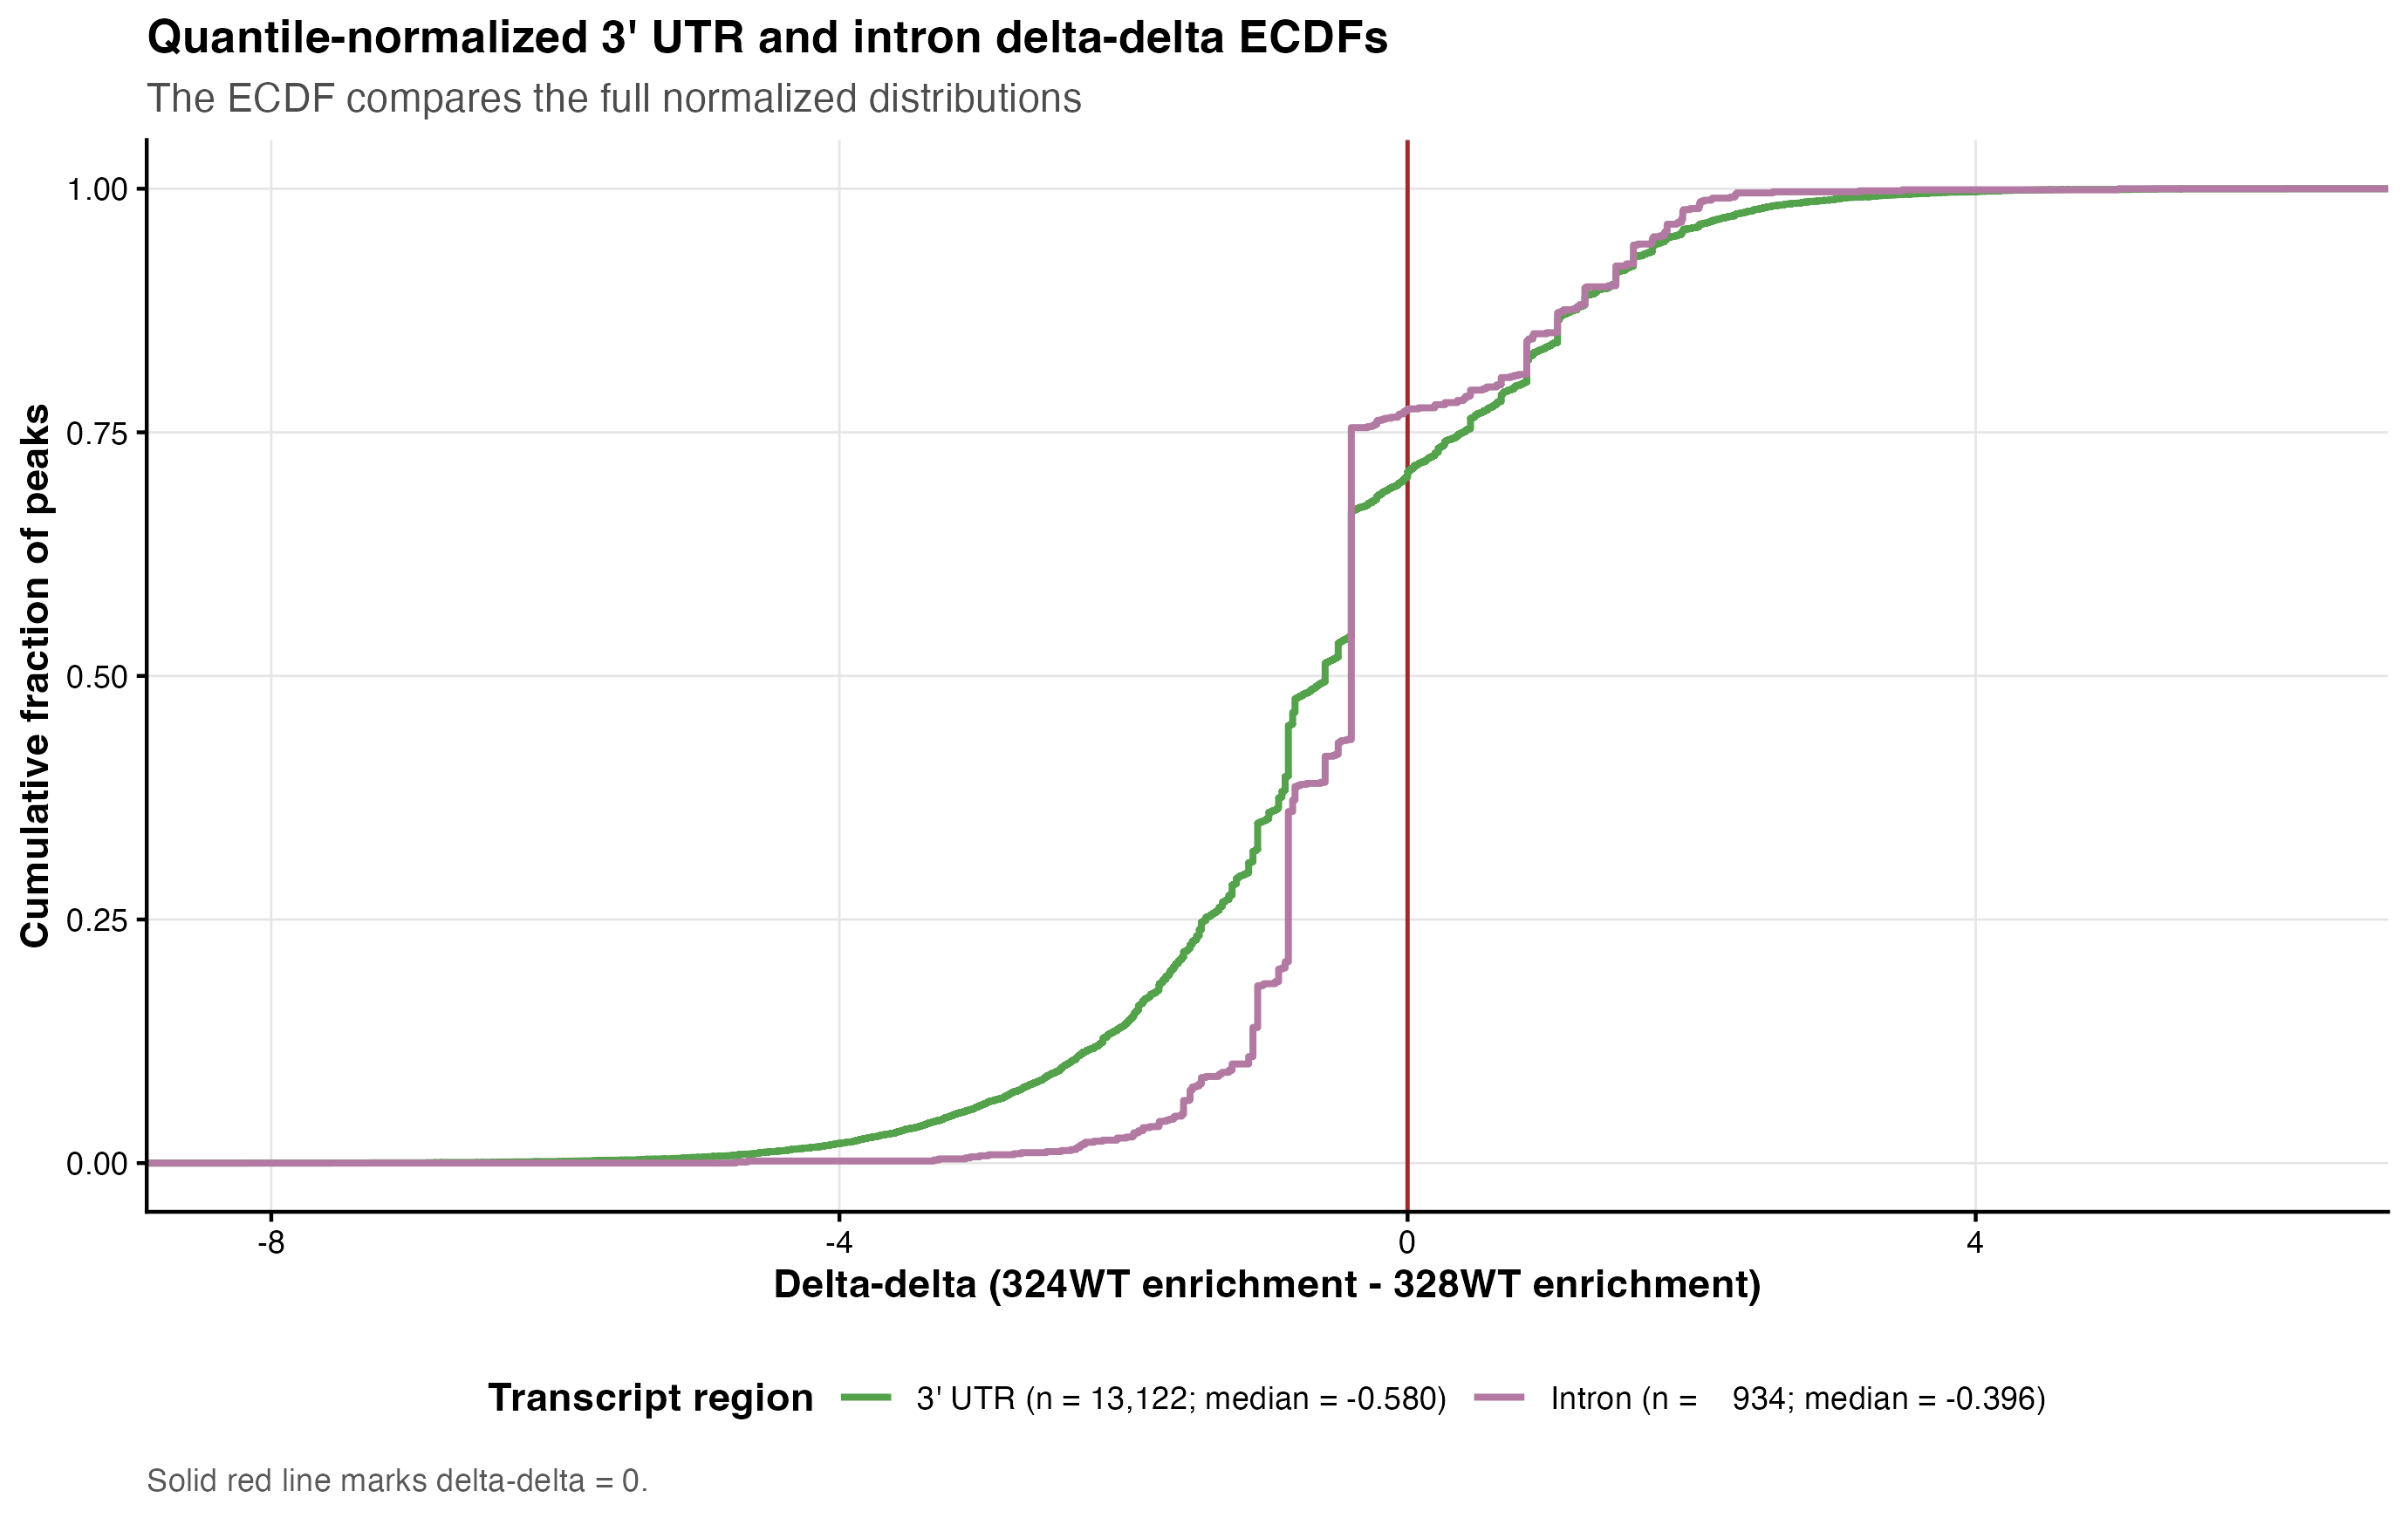 Quantile-normalized 3' UTR and intron delta-delta ECDFs
The ECDF compares the full normalized distributions
Cumulative fraction of peaks
1.00
0.75
0.50
0.25
0.00
-8 -4 0 4
Delta-delta (324WT enrichment - 328WT enrichment)
Transcript region 3' UTR (n = 13,122; median = -0.580) Intron (n = 934; median = -0.396)
Solid red line marks delta-delta = 0.